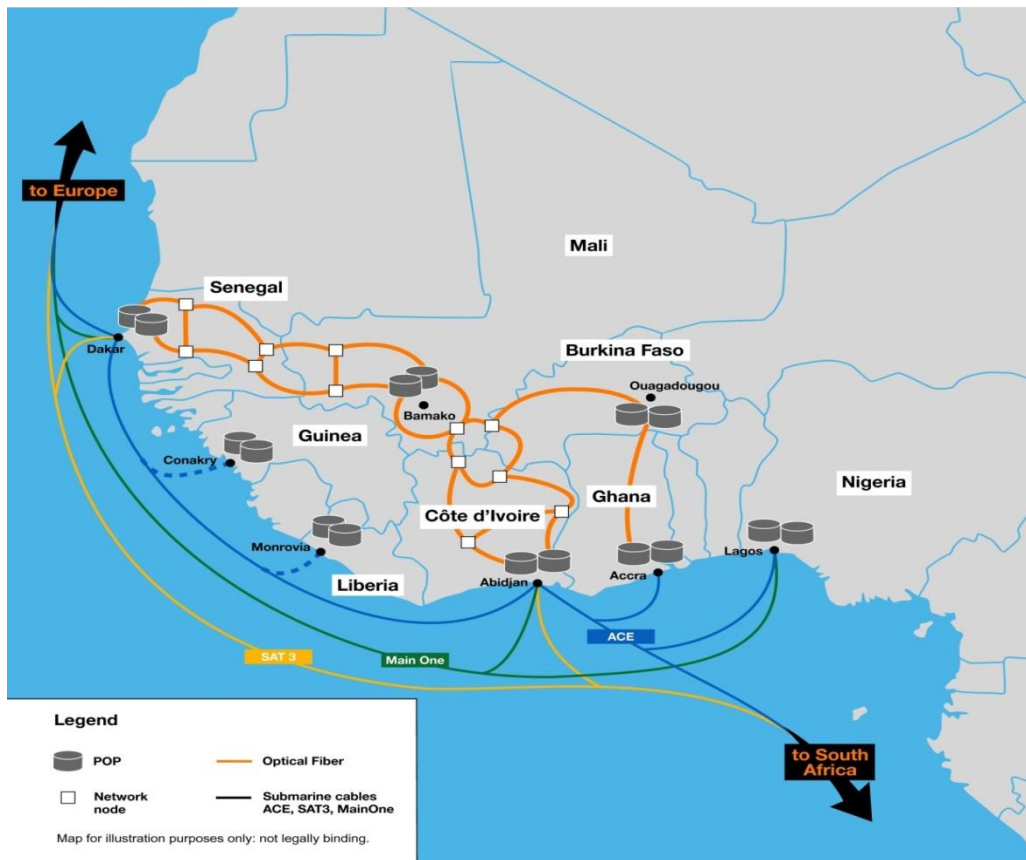 to Europe
Mali
Senegal
Burkina Faso
Dakar
Ouagadougou
Bamako
Guinea
Conakry
Nigeria
Ghana
Côte d'Ivoire
Monrovia
Lagos
Liberia
Abidjan
Accra
ACE
SAT 3
Main One
to South
Africa
Legend
POP
Optical Fiber
Network
node
Submarine cables
ACE, SAT3, MainOne
Map for illustration purposes only: not legally binding.